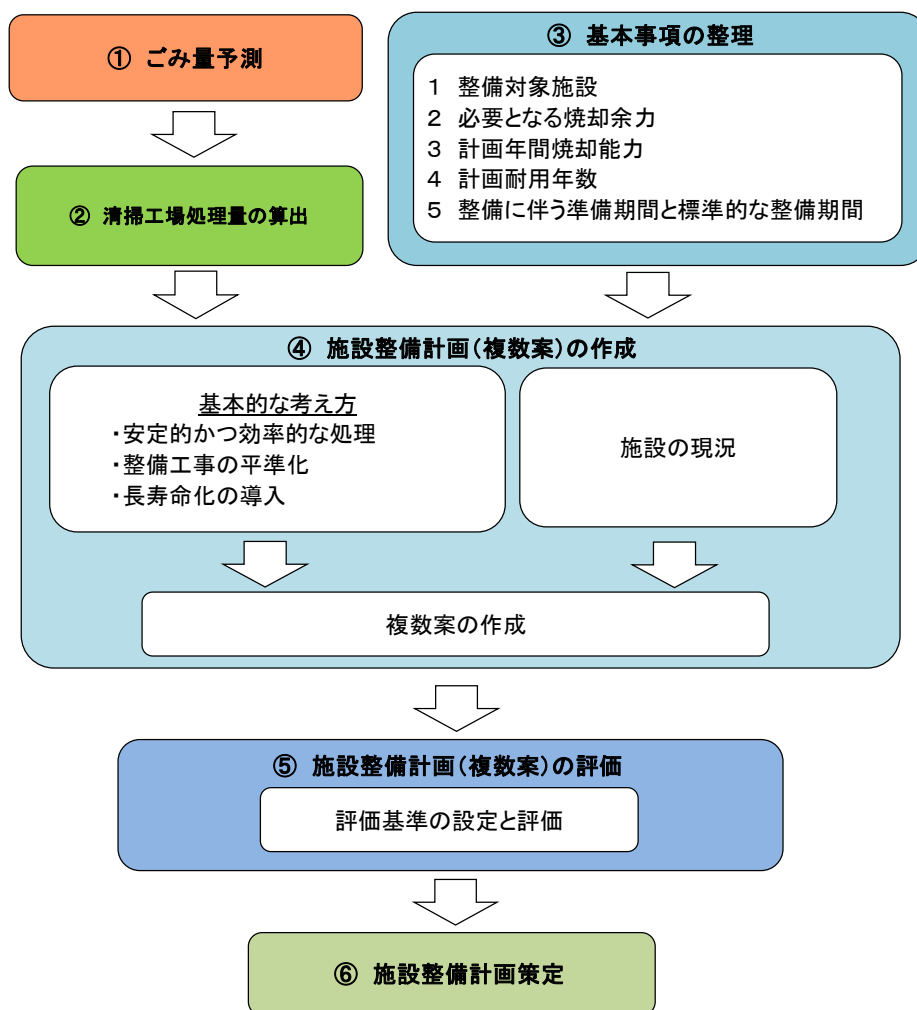 ① ごみ量予測
② 清掃工場処理量の算出
③ 基本事項の整理
1 整備対象施設
2 必要となる焼却余力
3 計画年間焼却能力
4 計画耐用年数
5 整備に伴う準備期間と標準的な整備期間
④ 施設整備計画(複数案)の作成
基本的な考え方
・安定的かつ効率的な処理
・整備工事の平準化
・長寿命化の導入
施設の現況
複数案の作成
⑤ 施設整備計画(複数案)の評価
評価基準の設定と評価
⑥ 施設整備計画策定